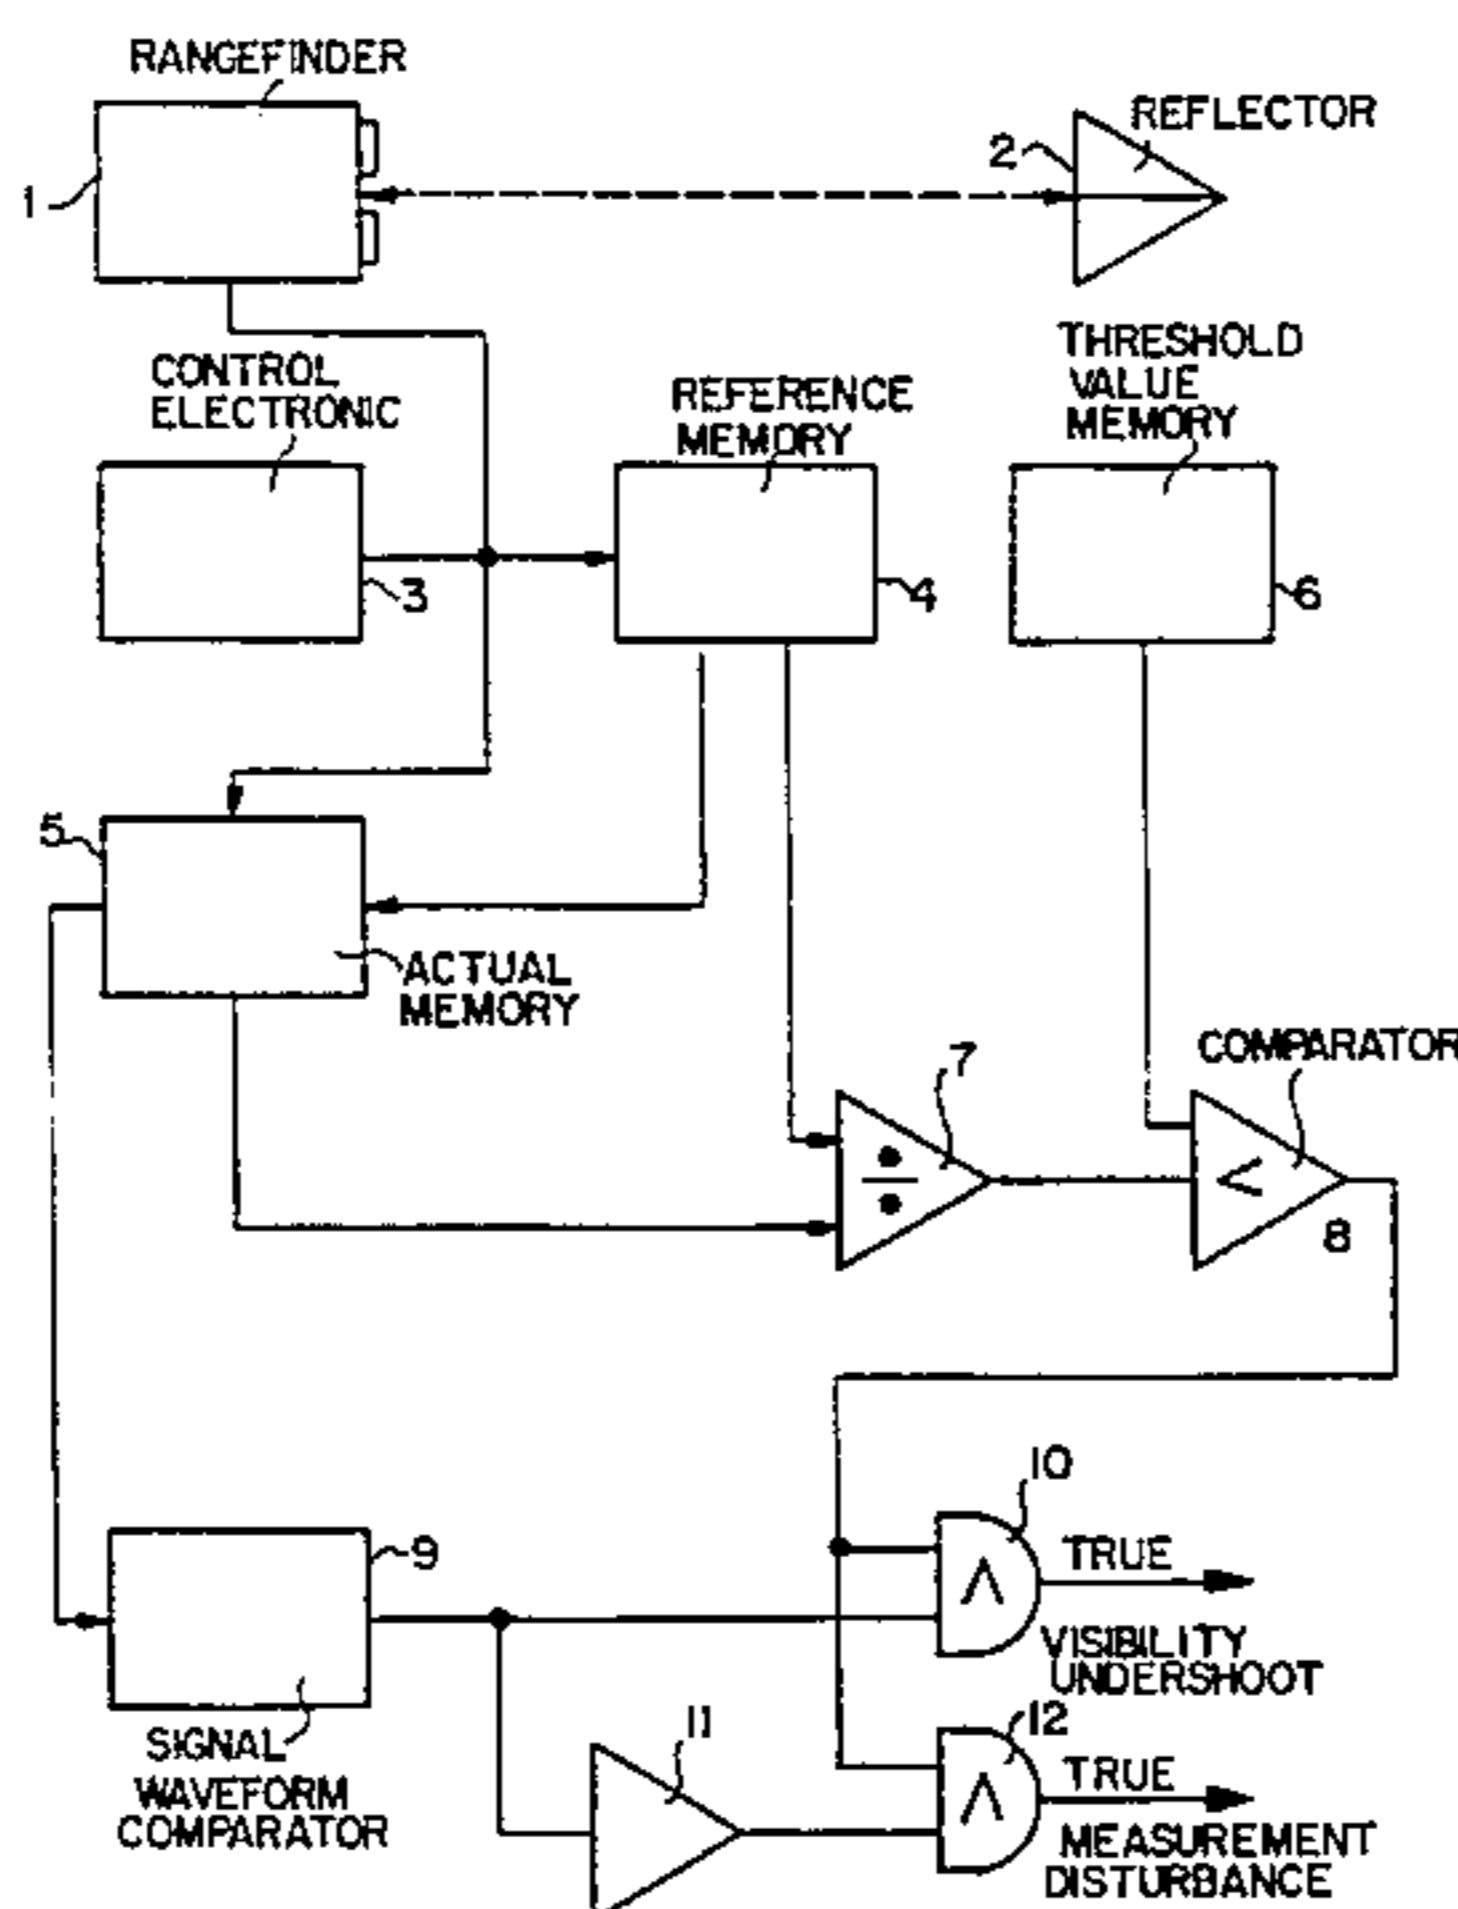 RANGEFINDER
1
2
REFLECTOR
CONTROL
ELECTRONIC
3
REFERENCE
MEMORY
4
THRESHOLD
VALUE
MEMORY
6
5
ACTUAL
MEMORY
7
÷
COMPARATOR
<
8
9
SIGNAL
WAVEFORM
COMPARATOR
10
∧
TRUE
VISIBILITY
UNDERSHOOT
11
12
∧
TRUE
MEASUREMENT
DISTURBANCE